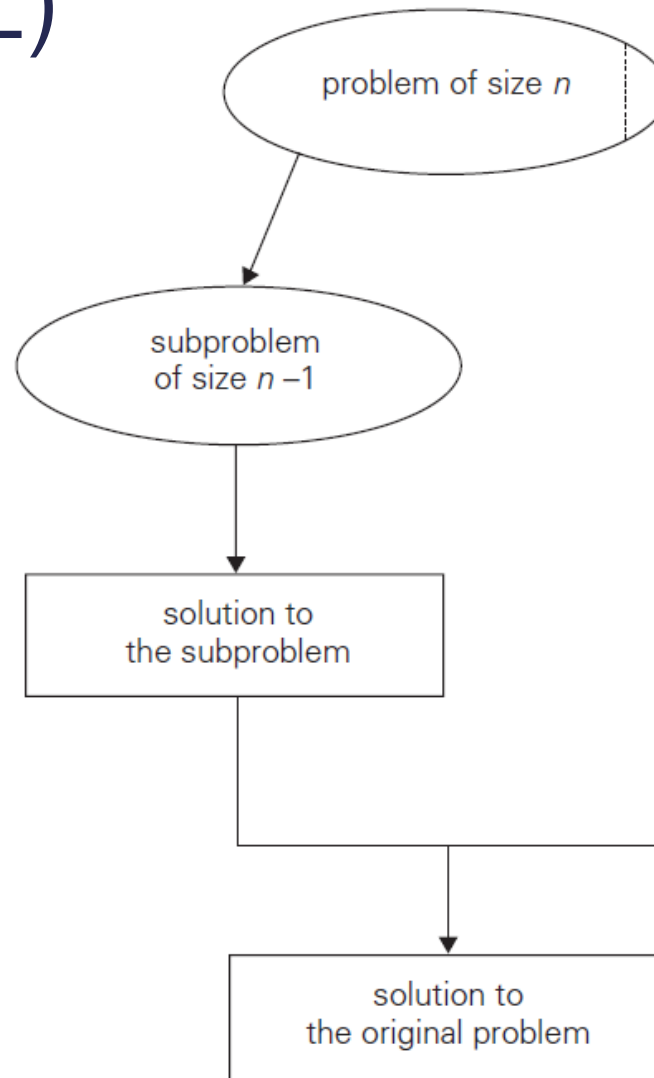 problem of size n
subproblem
of size n –1
solution to
the subproblem
solution to
the original problem